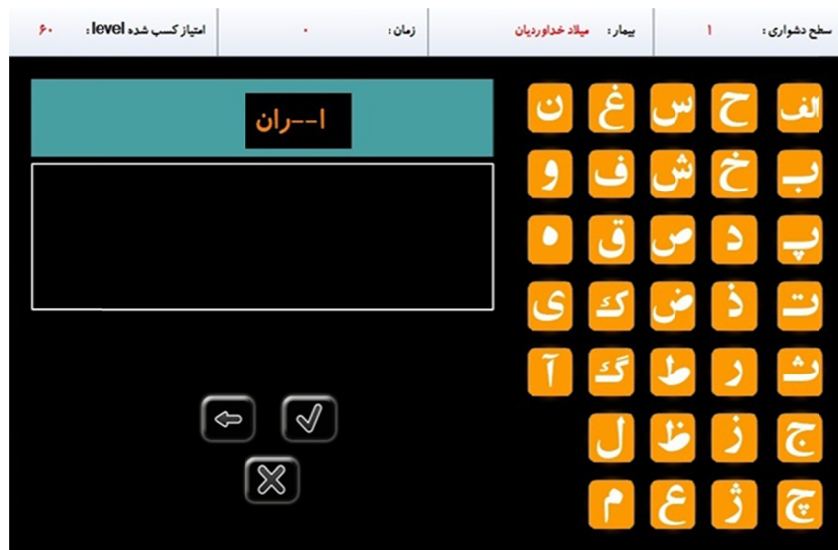 سطح دشواری : ۱ بیمار : میلاد خداوردیان زمان : ۰ امتیاز کسب شده level : ۶۰
ا--ران
الف ح س غ ن
ب خ ش ف و
پ د ص ق ه
ت ذ ض ک ی
ث ر ط گ آ
ج ز ظ ل
چ ژ ع م